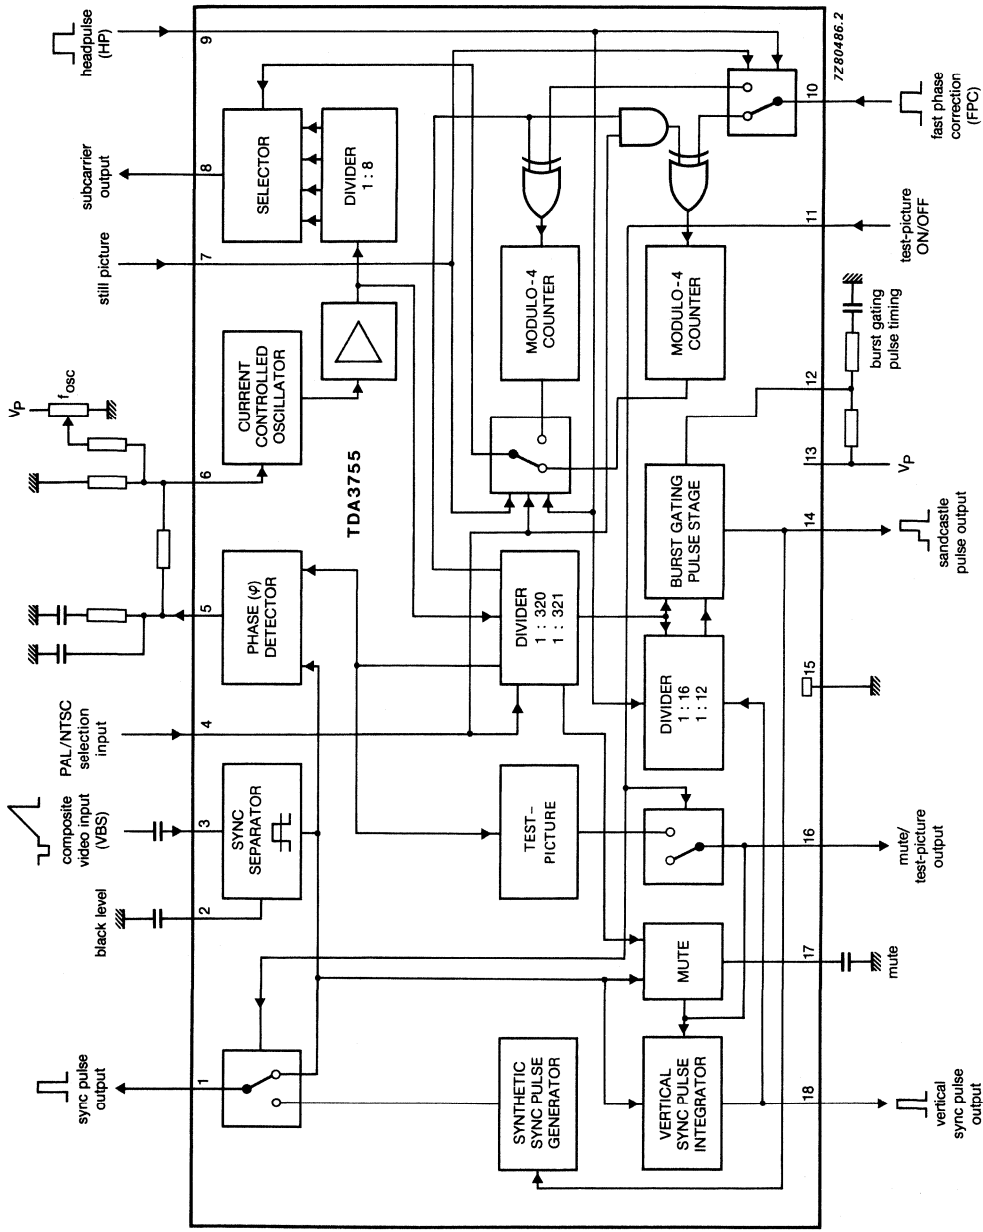 headpulse
(HP)
9
subcarrier
output
8
still picture
7
VP
fosc
6
5
PAL/NTSC
selection
input
4
composite
video input
(VBS)
3
black level
2
sync pulse
output
1
SELECTOR
DIVIDER
1 : 8
CURRENT
CONTROLLED
OSCILLATOR
TDA3755
PHASE (φ)
DETECTOR
SYNC
SEPARATOR
MODULO-4
COUNTER
MODULO-4
COUNTER
DIVIDER
1 : 320
1 : 321
BURST GATING
PULSE STAGE
DIVIDER
1 : 16
1 : 12
TEST-
PICTURE
MUTE
SYNTHETIC
SYNC PULSE
GENERATOR
VERTICAL
SYNC PULSE
INTEGRATOR
7Z80486.2
10
fast phase
correction
(FPC)
11
test-picture
ON/OFF
12
burst gating
pulse timing
13
VP
14
sandcastle
pulse output
15
16
mute/
test-picture
output
17
mute
18
vertical
sync pulse
output